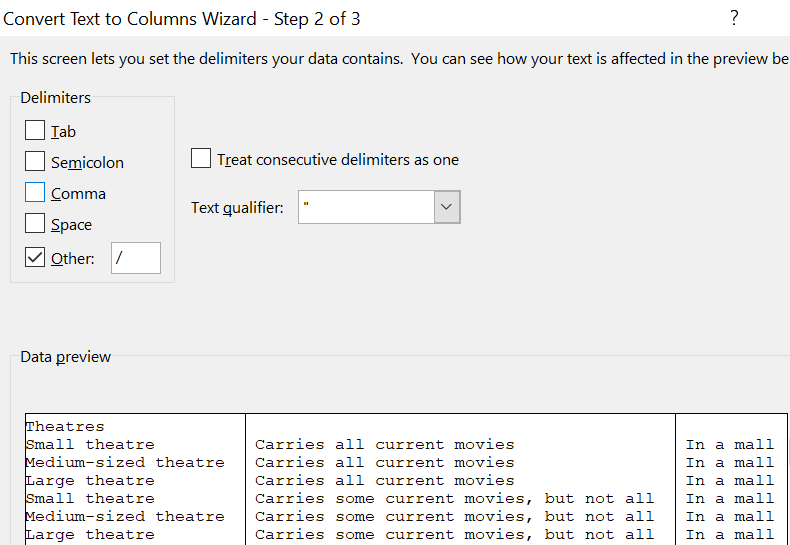 Convert Text to Columns Wizard - Step 2 of 3 ?
This screen lets you set the delimiters your data contains. You can see how your text is affected in the preview be
Delimiters
Tab
Semicolon
Comma
Space
Other: /
Treat consecutive delimiters as one
Text qualifier: "
Data preview
Theatres
Small theatre Carries all current movies In a mall
Medium-sized theatre Carries all current movies In a mall
Large theatre Carries all current movies In a mall
Small theatre Carries some current movies, but not all In a mall
Medium-sized theatre Carries some current movies, but not all In a mall
Large theatre Carries some current movies, but not all In a mall